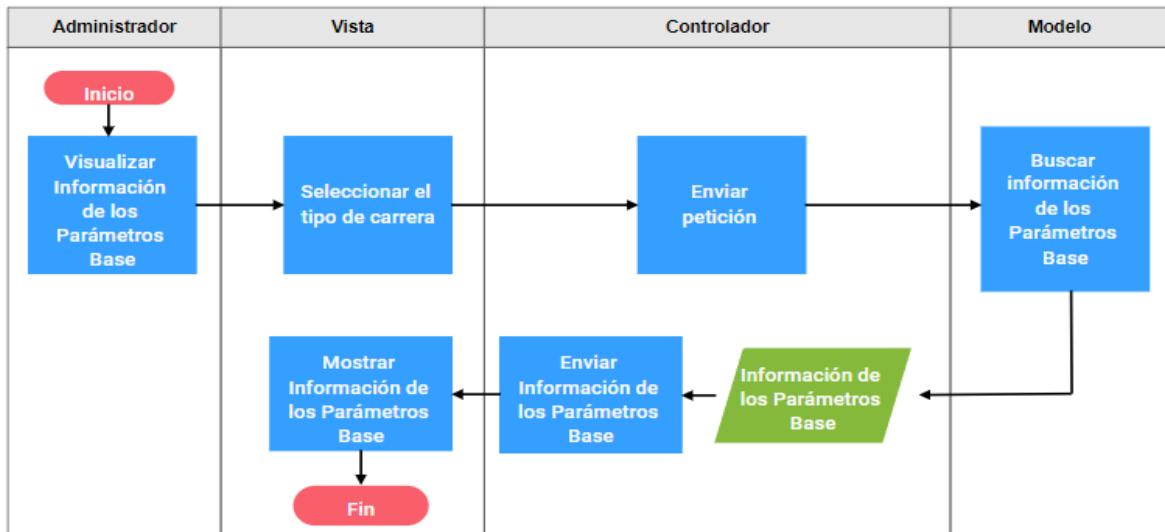 Administrador
Vista
Controlador
Modelo
Inicio
Visualizar
Información
de los
Parámetros
Base
Seleccionar el
tipo de carrera
Enviar
petición
Buscar
información
de los
Parámetros
Base
Información de
los Parámetros
Base
Enviar
Información de
los Parámetros
Base
Mostrar
Información de
los Parámetros
Base
Fin